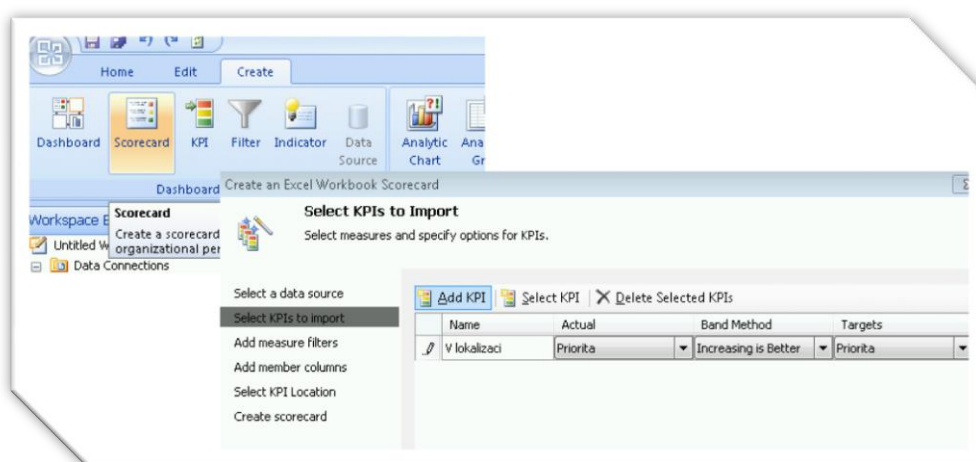 Home Edit Create
Dashboard Scorecard KPI Filter Indicator Data Source Analytic Chart
Dashboard
Create an Excel Workbook Scorecard
Select KPIs to Import
Select measures and specify options for KPIs.
Workspace
Scorecard
Create a scorecard
organizational
Untitled
Data Connections
Select a data source
Select KPIs to import
Add measure filters
Add member columns
Select KPI Location
Create scorecard
Add KPI Select KPI Delete Selected KPIs
Name Actual Band Method Targets
V lokalizaci Priorita Increasing is Better Priorita